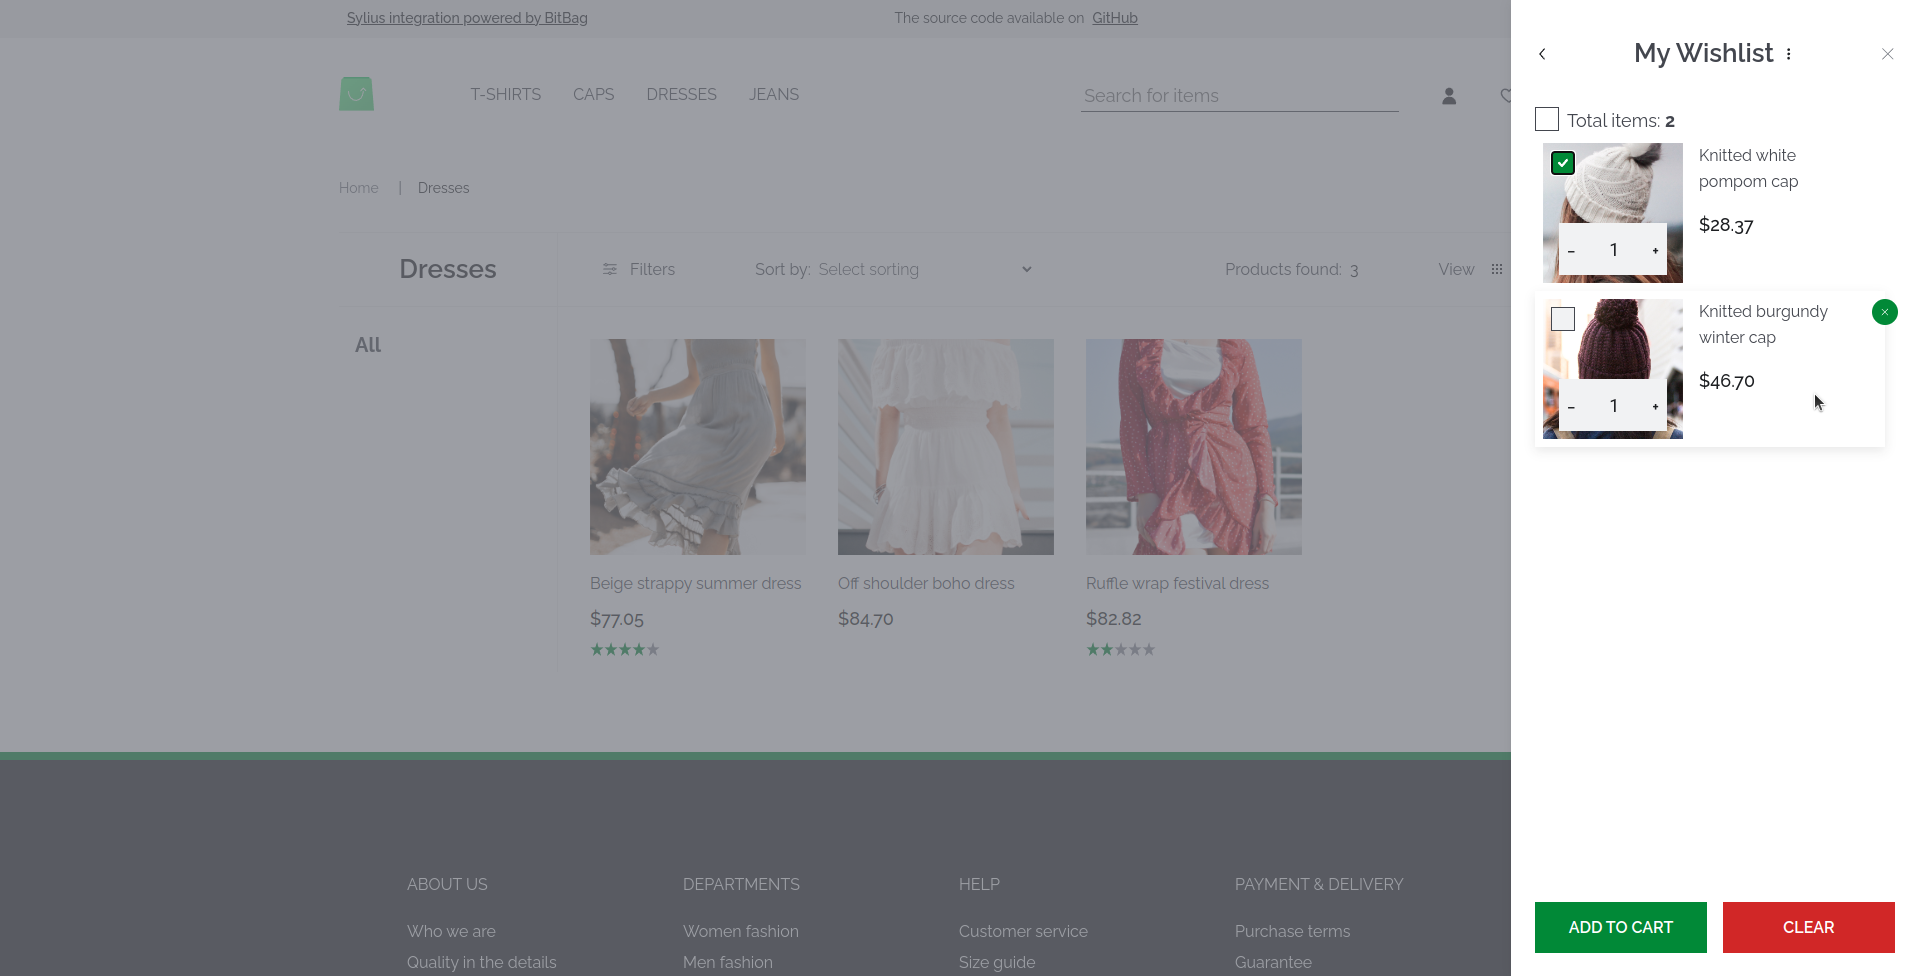 Sylius integration powered by BitBag
The source code available on GitHub
T-SHIRTS CAPS DRESSES JEANS
Search for items
Home | Dresses
Dresses
Filters
Sort by: Select sorting
Products found: 3
View
All
Beige strappy summer dress
$77.05
Off shoulder boho dress
$84.70
Ruffle wrap festival dress
$82.82
ABOUT US
Who we are
Quality in the details
DEPARTMENTS
Women fashion
Men fashion
HELP
Customer service
Size guide
PAYMENT & DELIVERY
Purchase terms
Guarantee
My Wishlist
Total items: 2
Knitted white
pompom cap
$28.37
- 1 +
Knitted burgundy
winter cap
$46.70
- 1 +
ADD TO CART
CLEAR